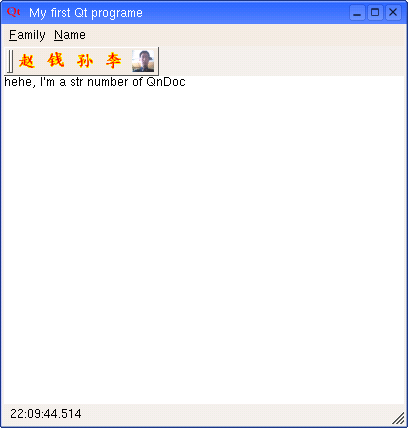 Qt My first Qt programe
Family Name
赵 钱 孙 李
hehe, I'm a str number of QnDoc
22:09:44.514